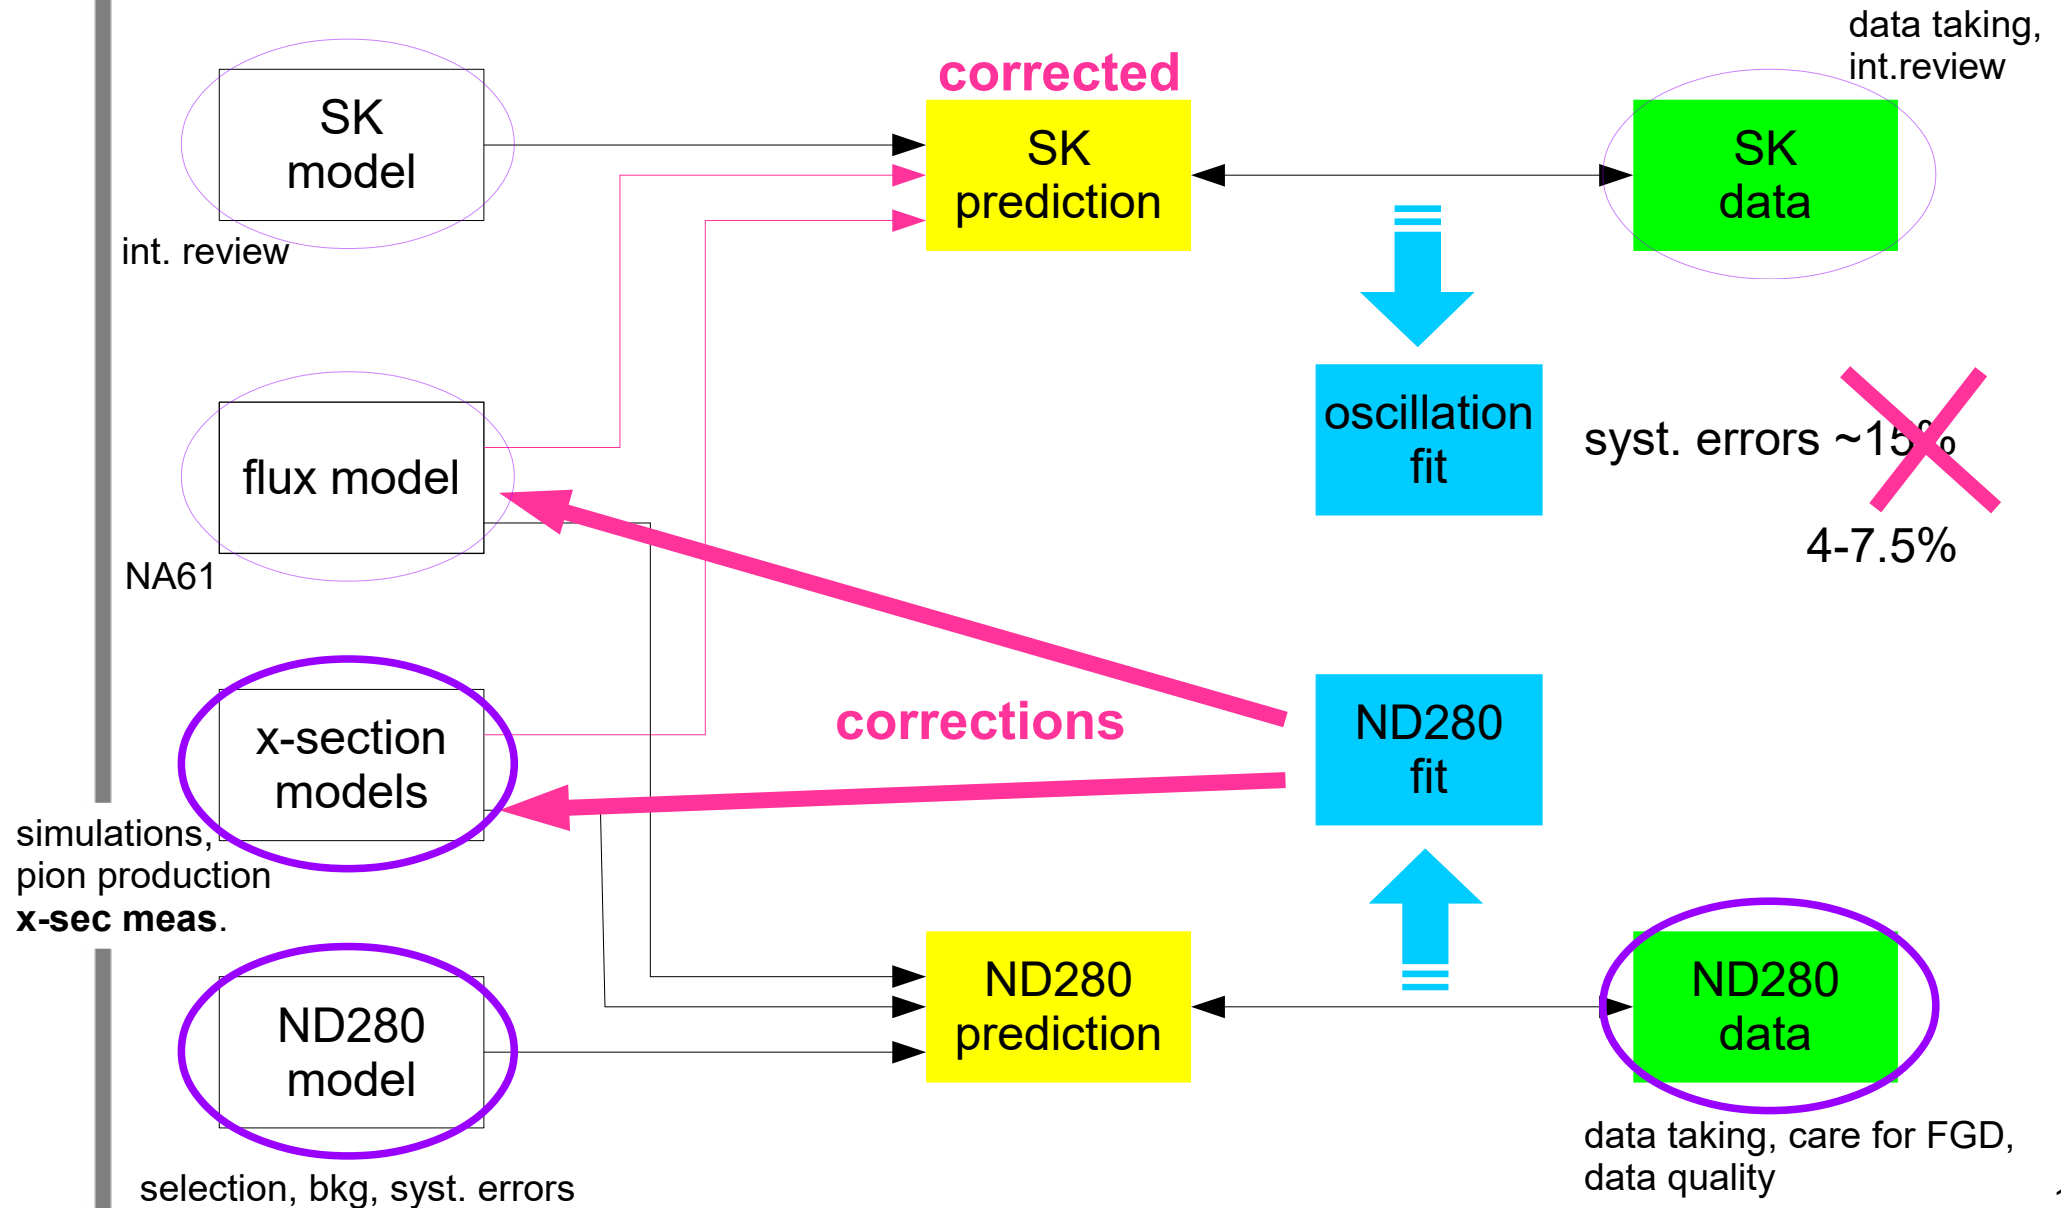 data taking,
int.review
corrected
SK
model
SK
prediction
SK
data
int. review
flux model
oscillation
fit
syst. errors ~15%
4-7.5%
NA61
x-section
models
corrections
ND280
fit
simulations,
pion production
x-sec meas.
ND280
model
ND280
prediction
ND280
data
data taking, care for FGD,
data quality
selection, bkg, syst. errors